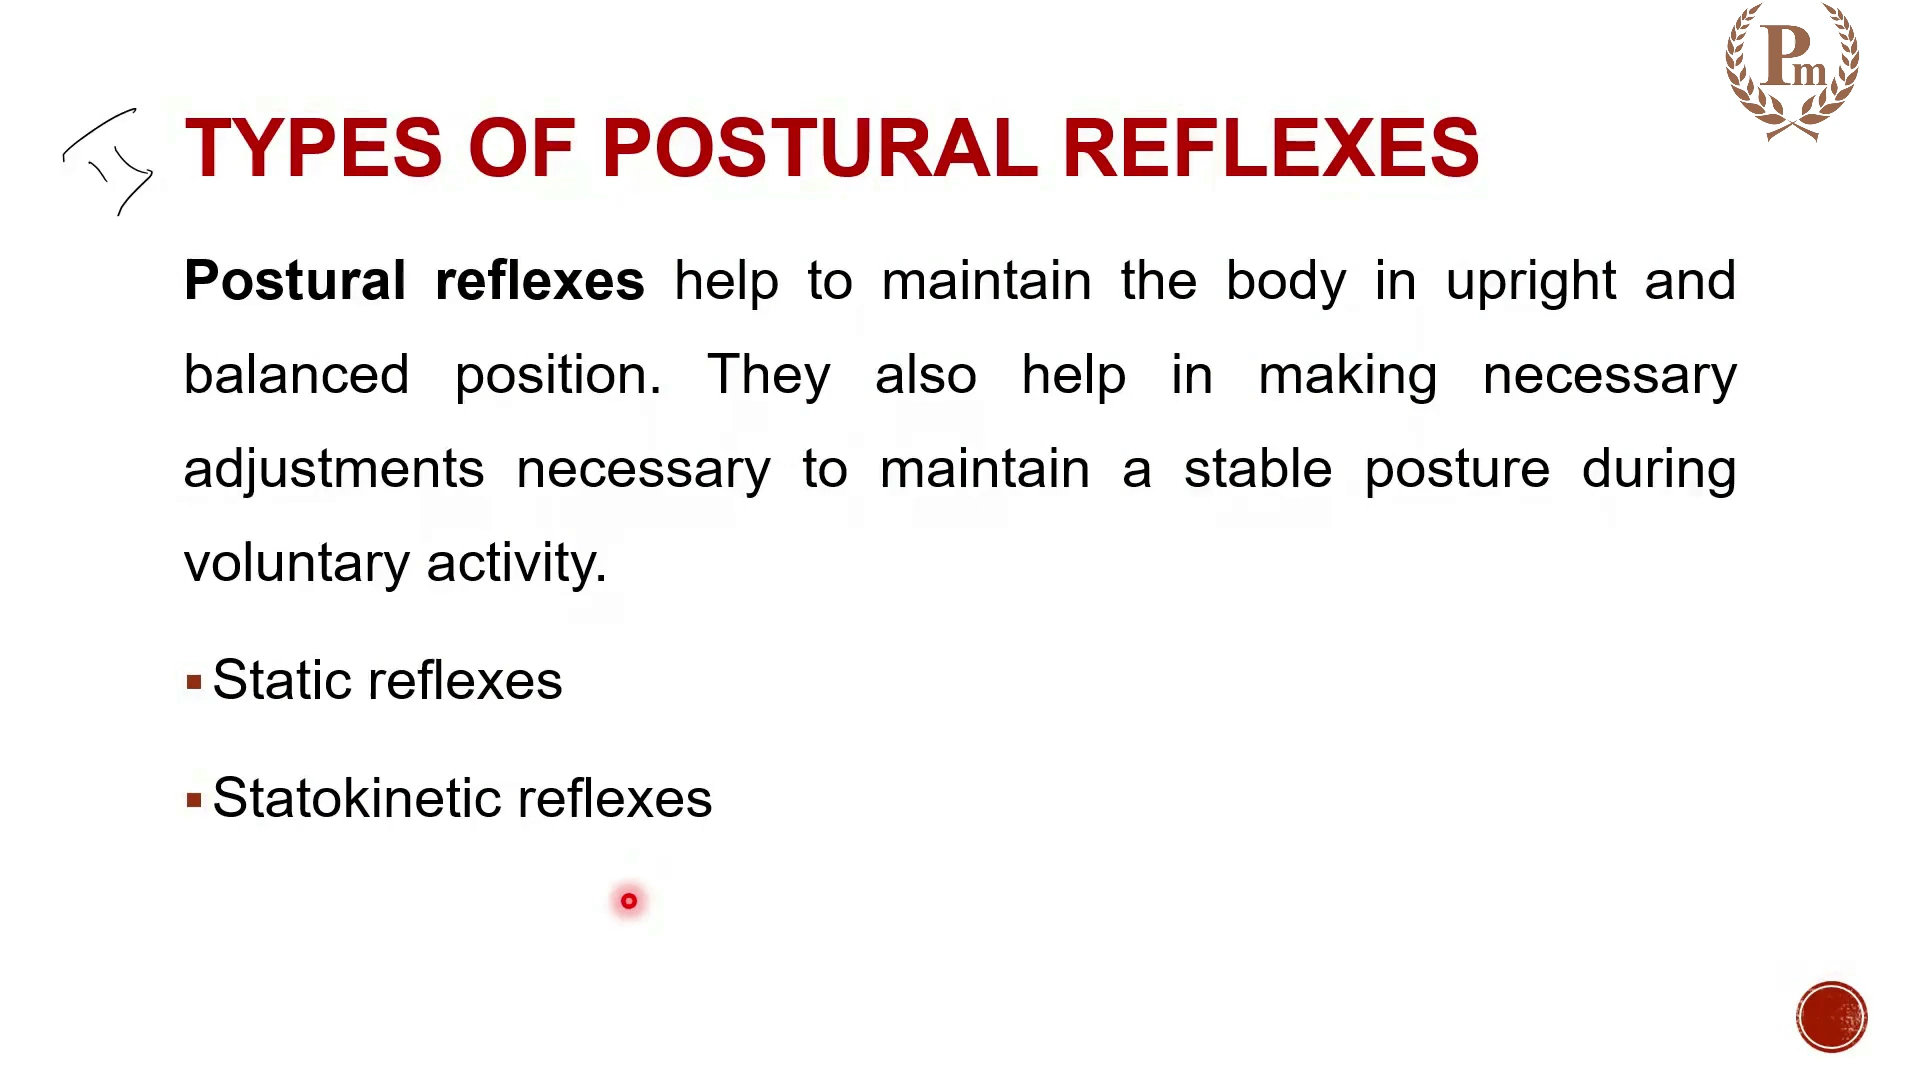 Pm
TYPES OF POSTURAL REFLEXES
Postural reflexes help to maintain the body in upright and
balanced position. They also help in making necessary
adjustments necessary to maintain a stable posture during
voluntary activity.
▪Static reflexes
▪Statokinetic reflexes